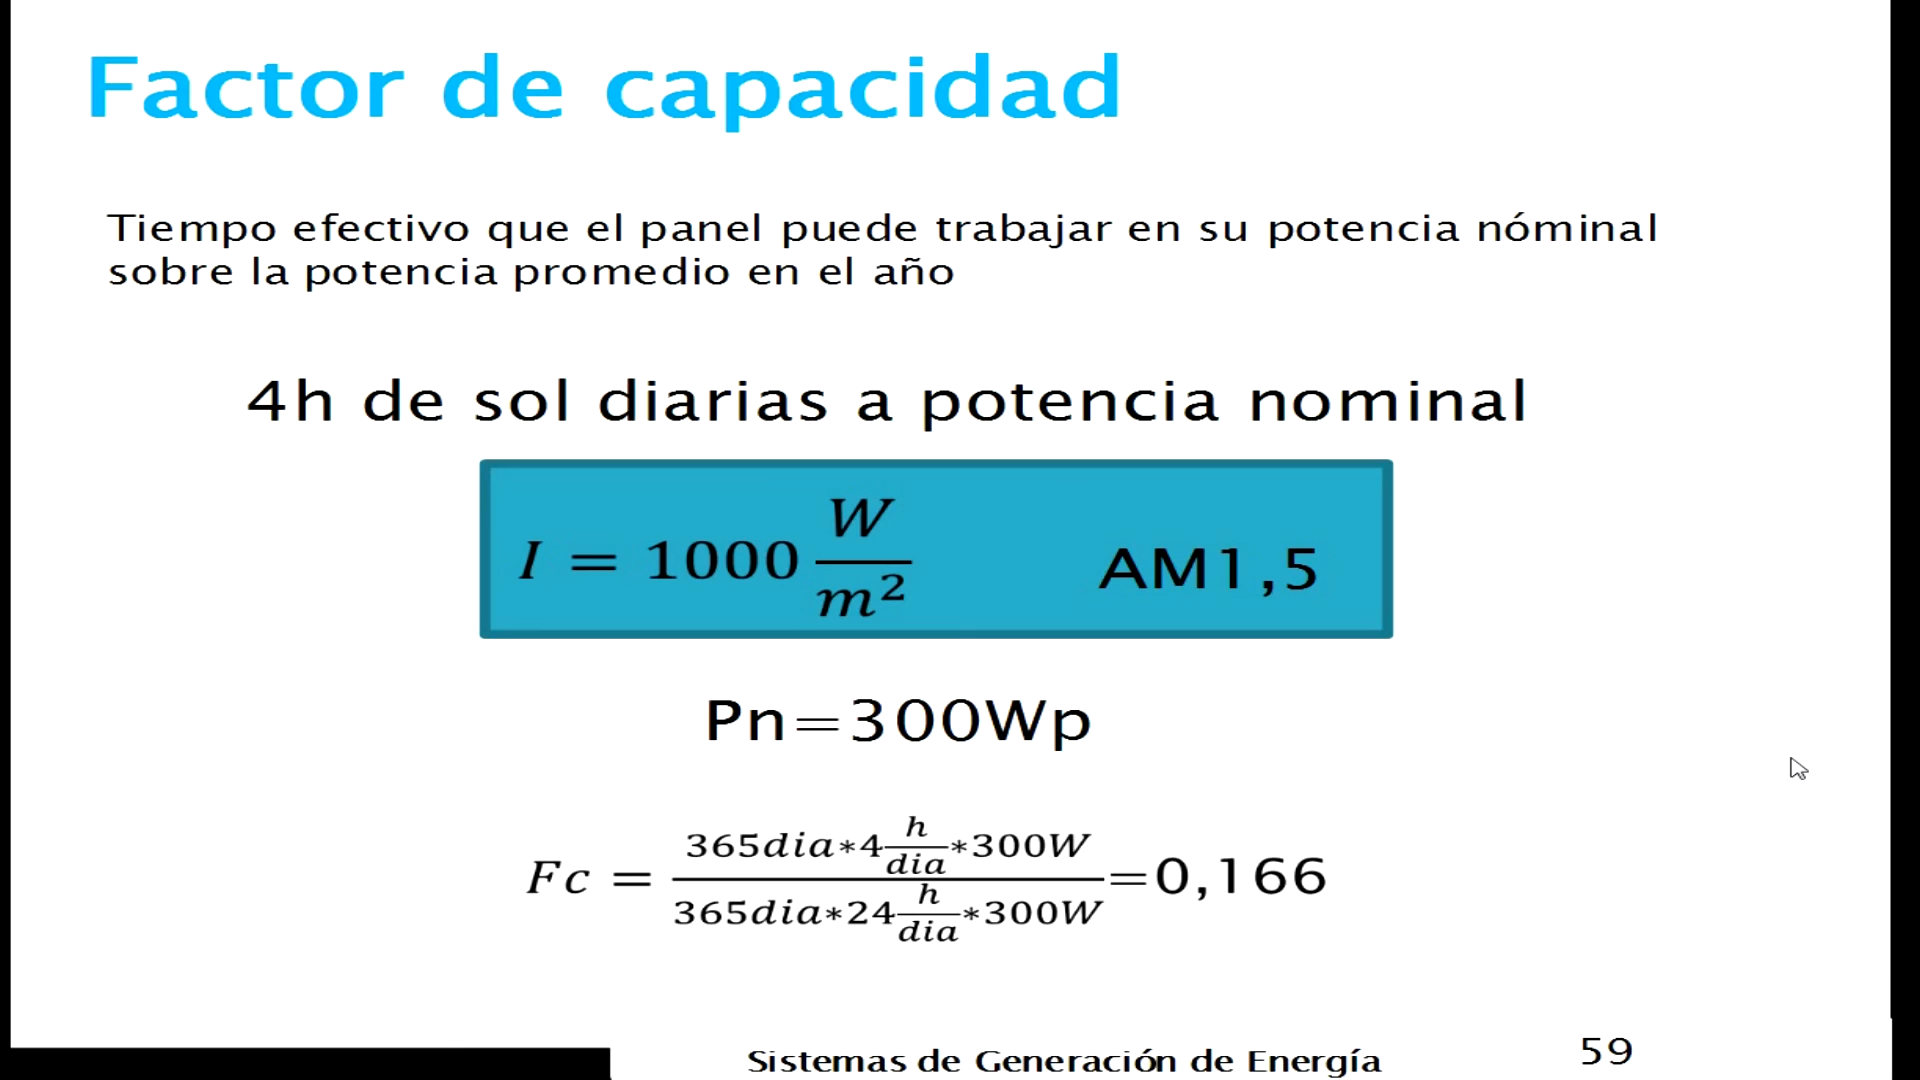 Factor de capacidad
Tiempo efectivo que el panel puede trabajar en su potencia nóminal
sobre la potencia promedio en el año
4h de sol diarias a potencia nominal
I = 1000 W/m² AM1,5
Pn=300Wp
Fc = (365dia*4 h/dia *300W)/(365dia*24 h/dia *300W) =0,166
Sistemas de Generación de Energía 59